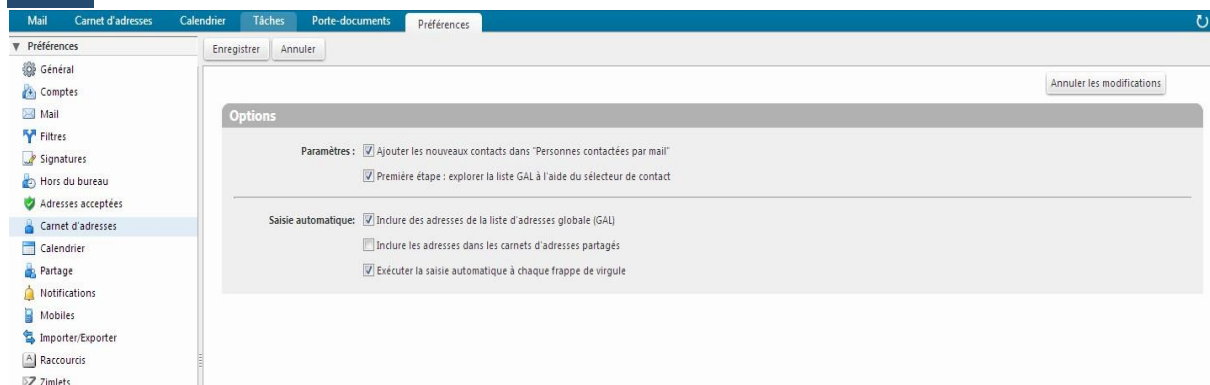 Mail Carnet d'adresses Calendrier Tâches Porte-documents Préférences
Préférences
Enregistrer Annuler
Général
Annuler les modifications
Comptes
Mail
Options
Filtres
Paramètres : Ajouter les nouveaux contacts dans "Personnes contactées par mail"
Signatures
Première étape : explorer la liste GAL à l'aide du sélecteur de contact
Hors du bureau
Adresses acceptées
Carnet d'adresses
Saisie automatique: Inclure des adresses de la liste d'adresses globale (GAL)
Calendrier
Inclure les adresses dans les carnets d'adresses partagés
Partage
Exécuter la saisie automatique à chaque frappe de virgule
Notifications
Mobiles
Importer/Exporter
Raccourcis
Zimlets